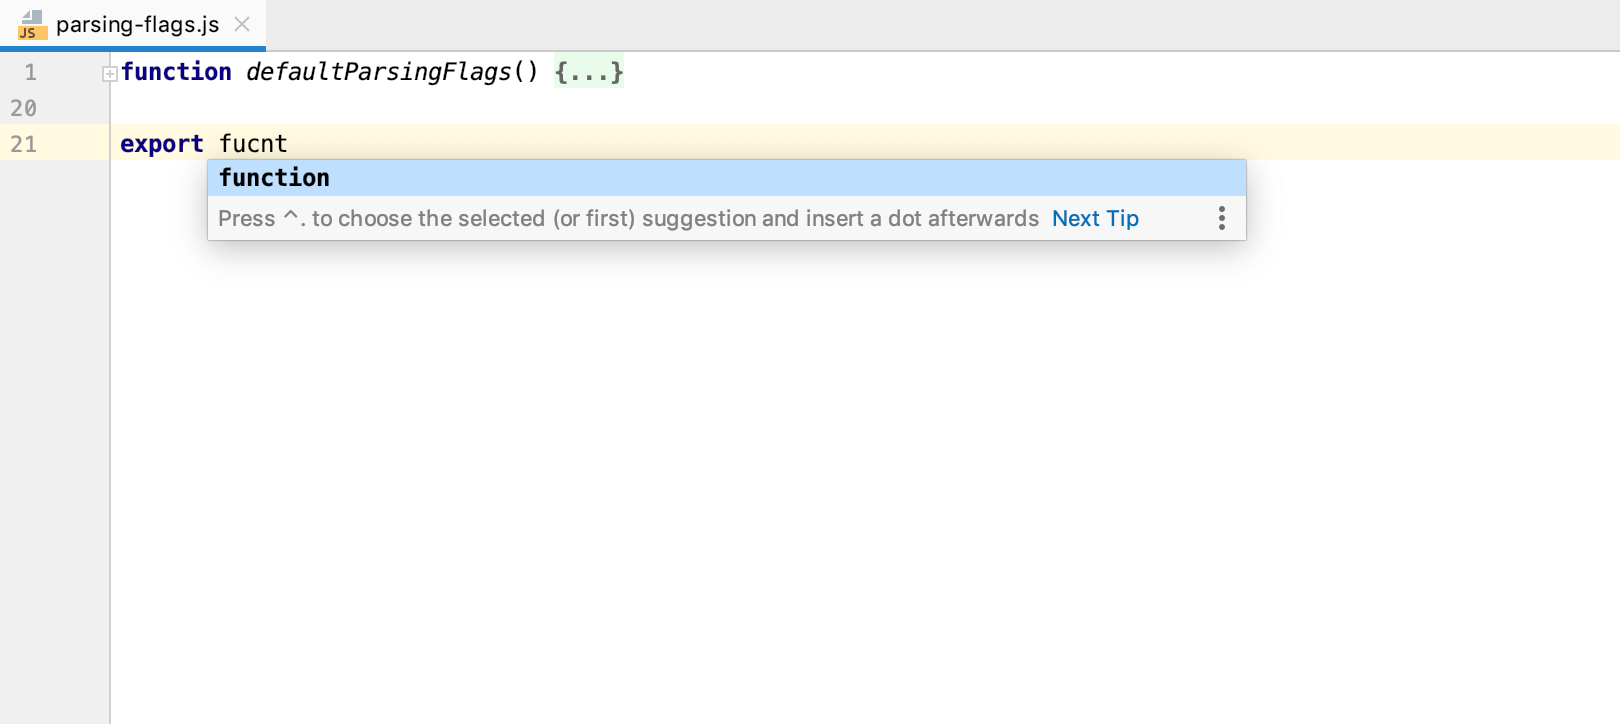 JS parsing-flags.js
1 function defaultParsingFlags() {...}
20
21 export fucnt
function
Press ^. to choose the selected (or first) suggestion and insert a dot afterwards Next Tip